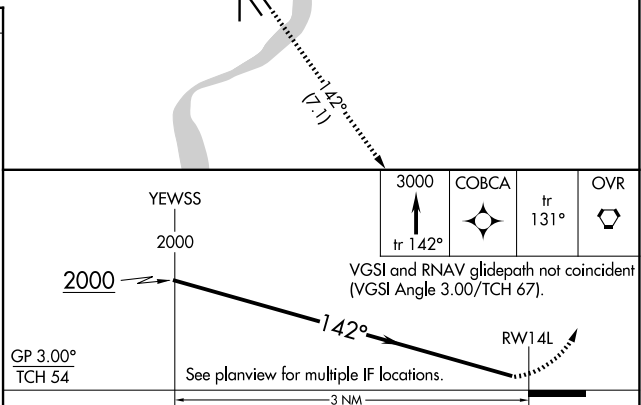 142°
(7.1)
3000
tr 142°
COBCA
tr
131°
OVR
YEWSS
2000
2000
VGSI and RNAV glidepath not coincident
(VGSI Angle 3.00/TCH 67).
142°
RW14L
GP 3.00°
TCH 54
See planview for multiple IF locations.
3 NM